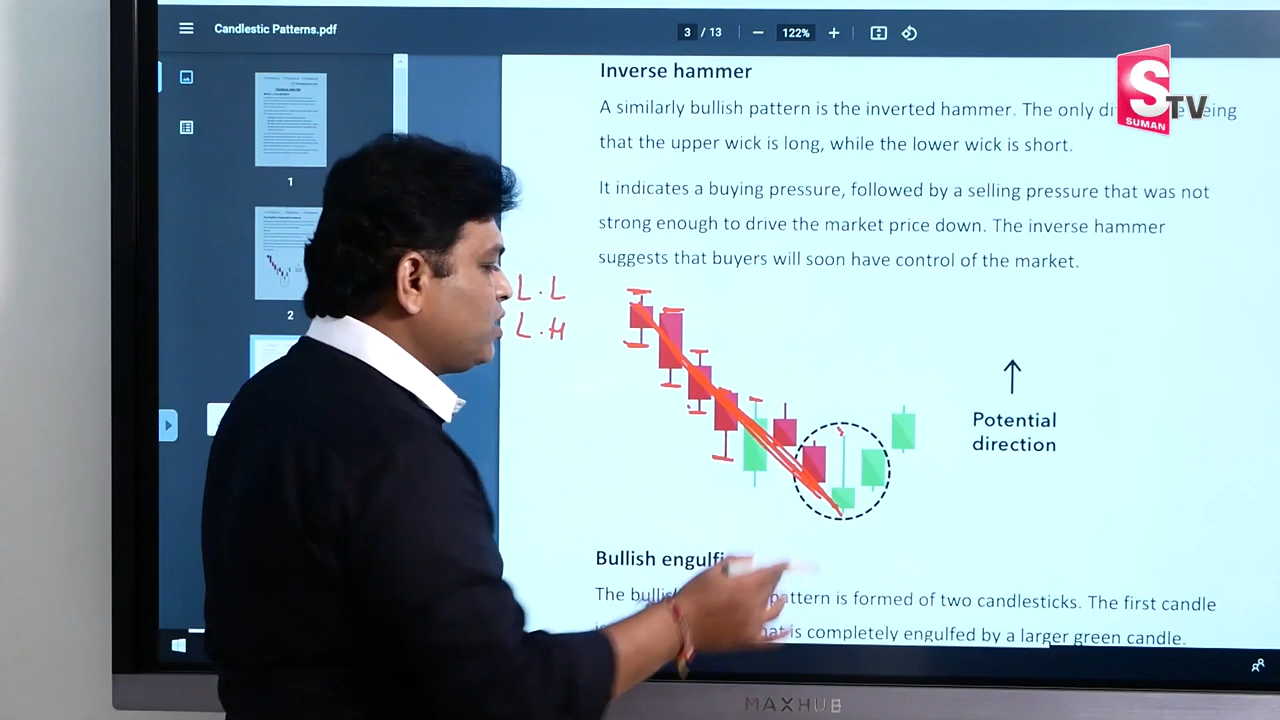 Candlestic Patterns.pdf
3 / 13
122%
S
TV
SUMAN
Inverse hammer
A similarly bullish pattern is the inverted hammer. The only being
that the upper wick is long, while the lower wick is short.
It indicates a buying pressure, followed by a selling pressure that was not
strong enough to drive the market price down. The inverse hammer
suggests that buyers will soon have control of the market.
L.L
L.H
Potential
direction
Bullish
The pattern is formed of two candlesticks. The first candle
is completely engulfed by a larger green candle.
1
2
MAXHUB